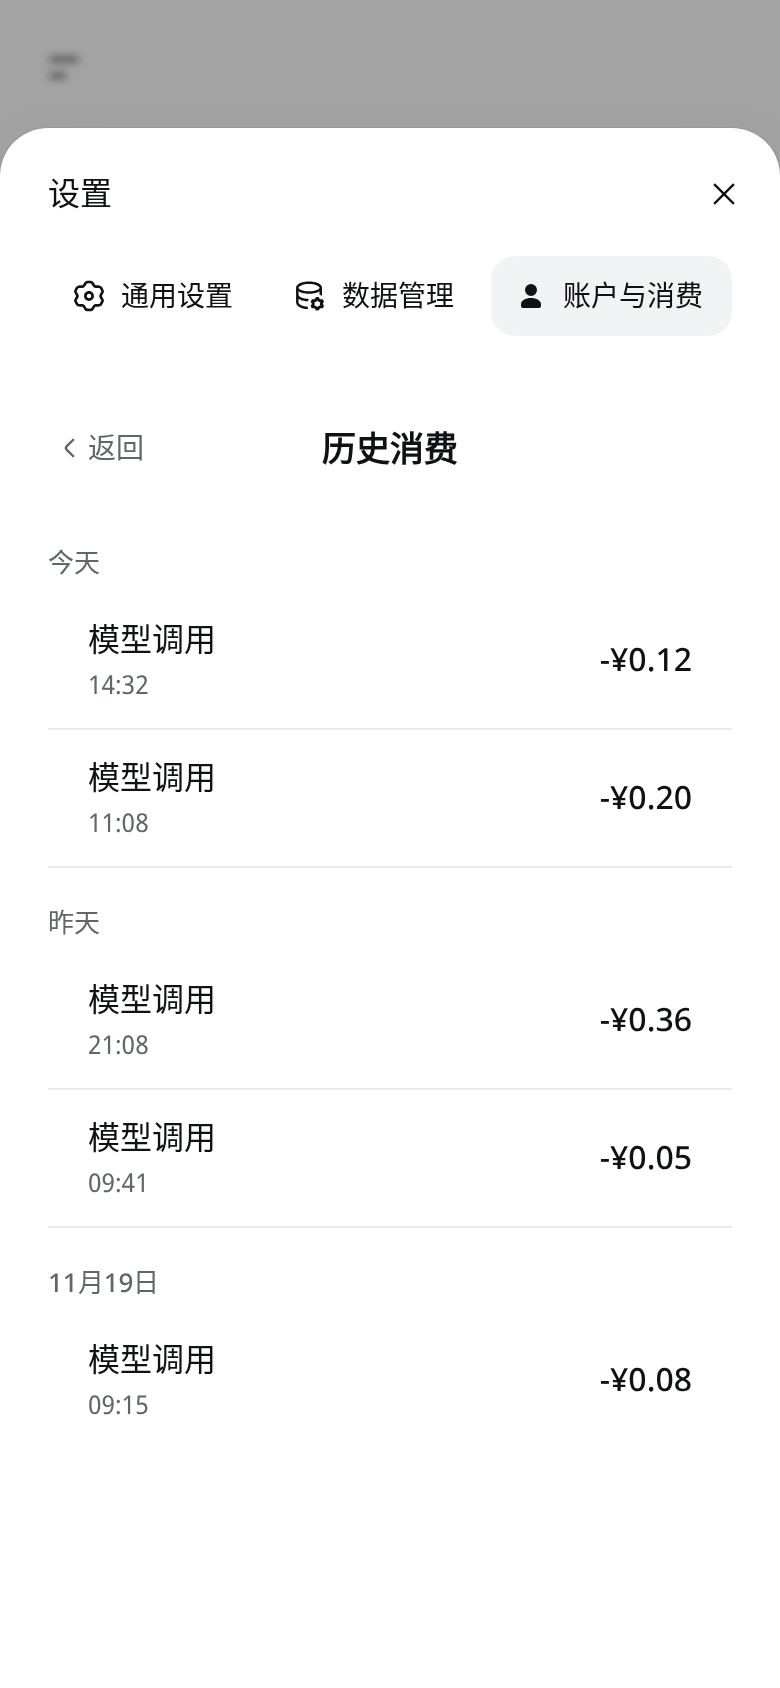 设置
通用设置
数据管理
账户与消费
返回
历史消费
今天
模型调用
14:32
-¥0.12
模型调用
11:08
-¥0.20
昨天
模型调用
21:08
-¥0.36
模型调用
09:41
-¥0.05
11月19日
模型调用
09:15
-¥0.08